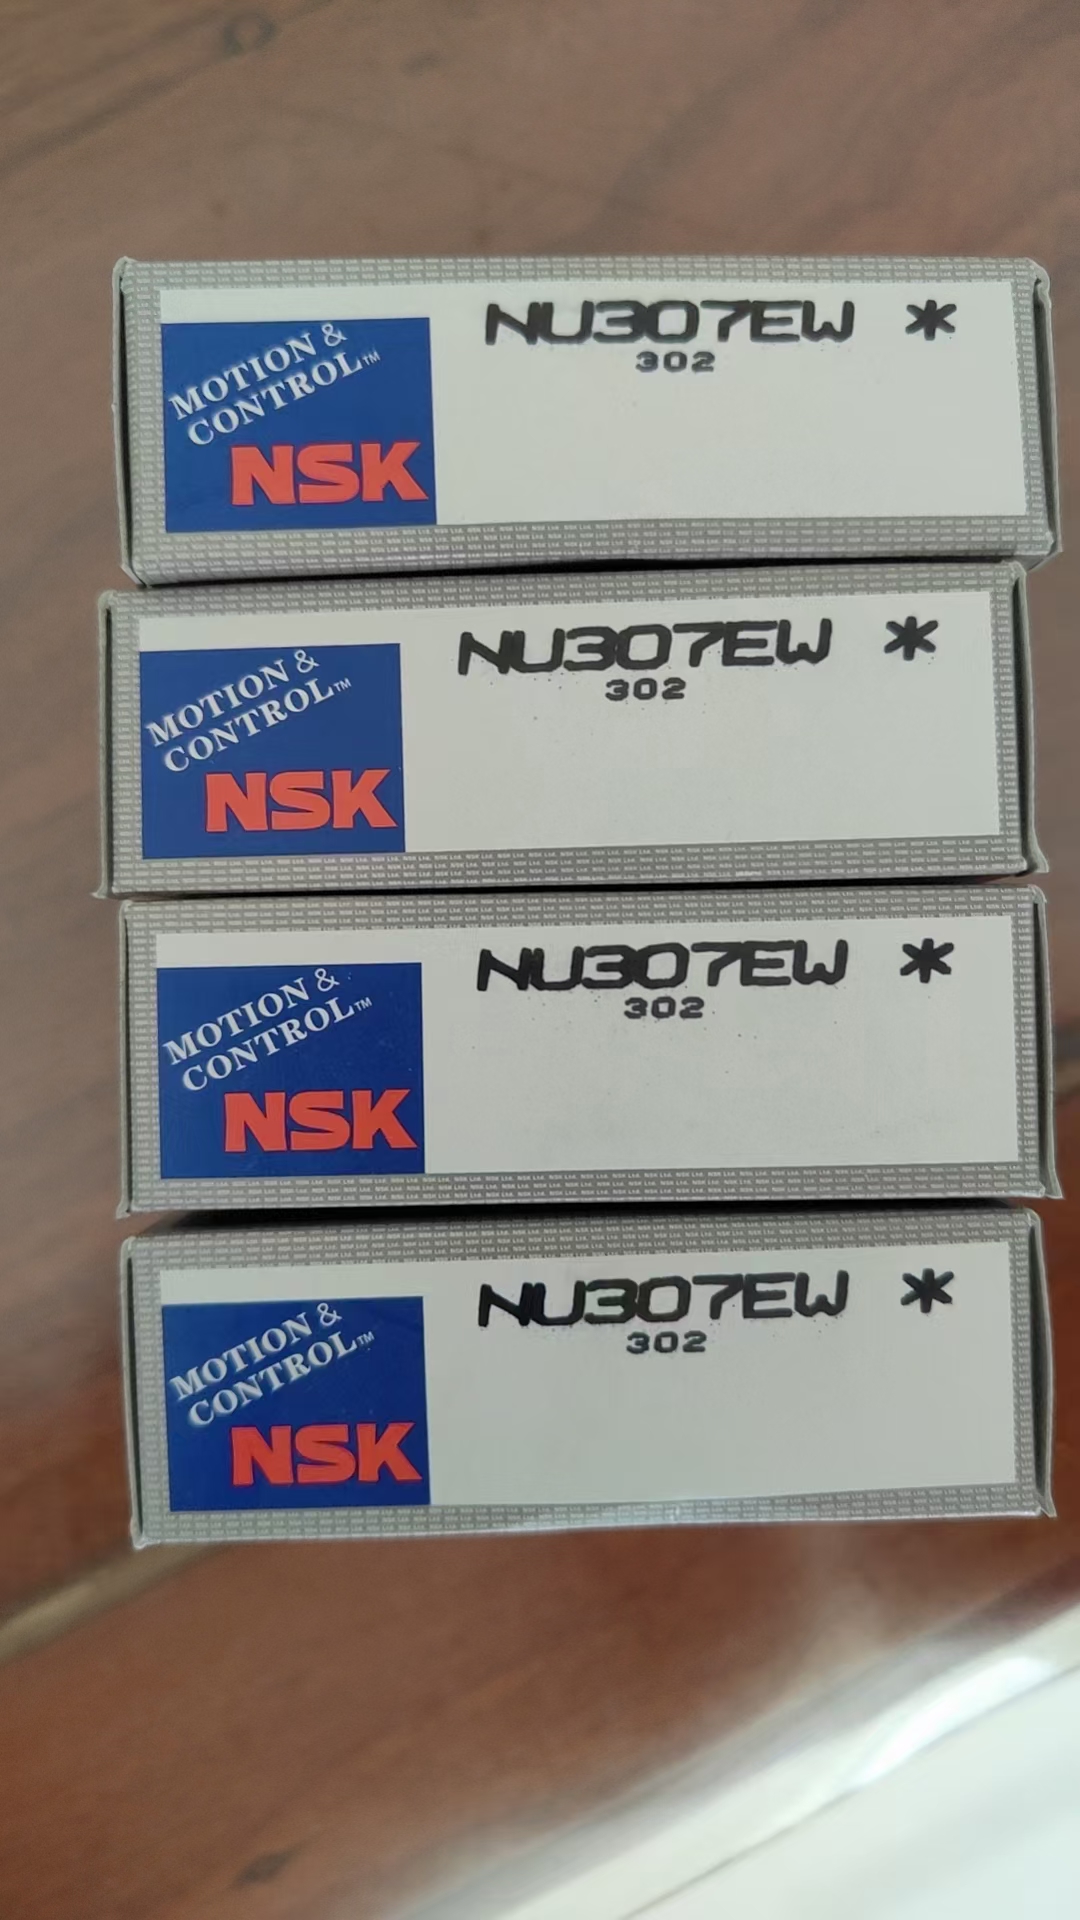 NU307EW *
302
MOTION &
CONTROL™
NSK
NU307EW *
302
MOTION &
CONTROL™
NSK
NU307EW *
302
MOTION &
CONTROL™
NSK
NU307EW *
302
MOTION &
CONTROL™
NSK